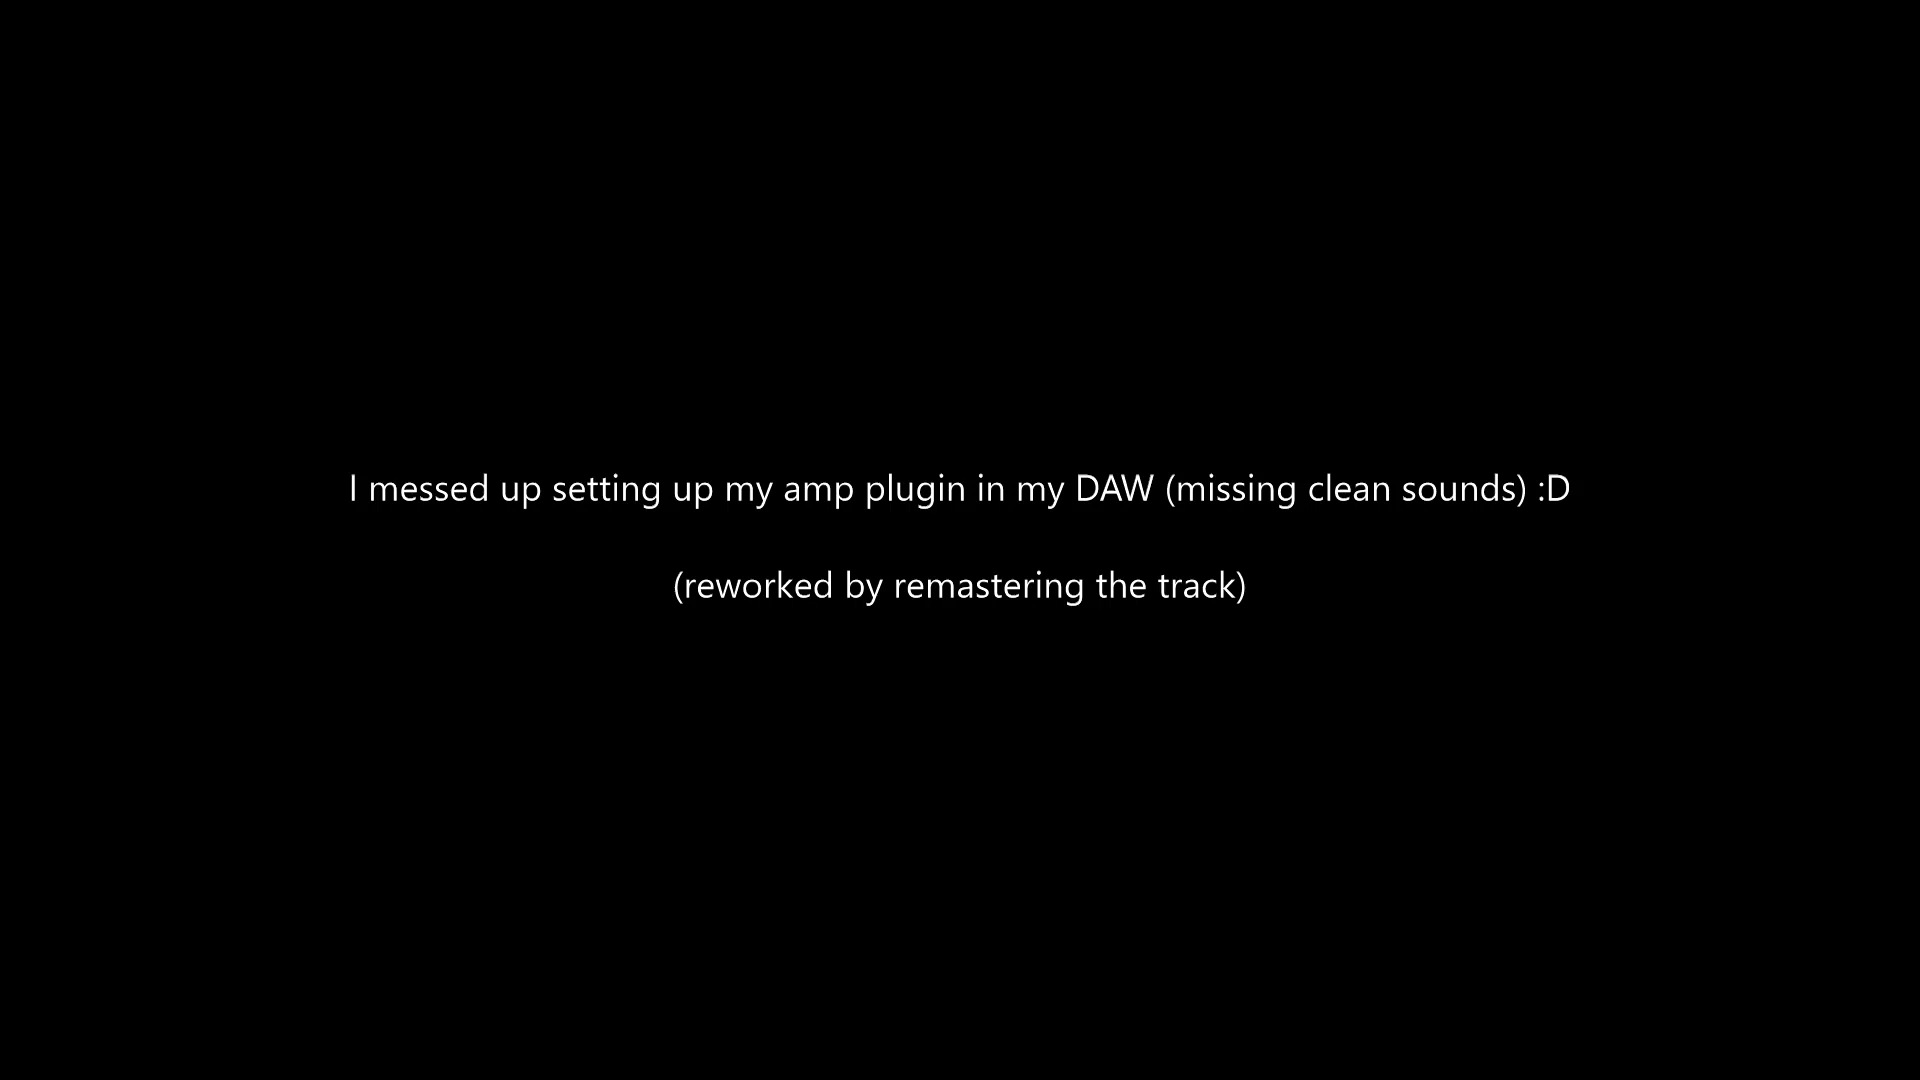 I messed up setting up my amp plugin in my DAW (missing clean sounds) :D
(reworked by remastering the track)